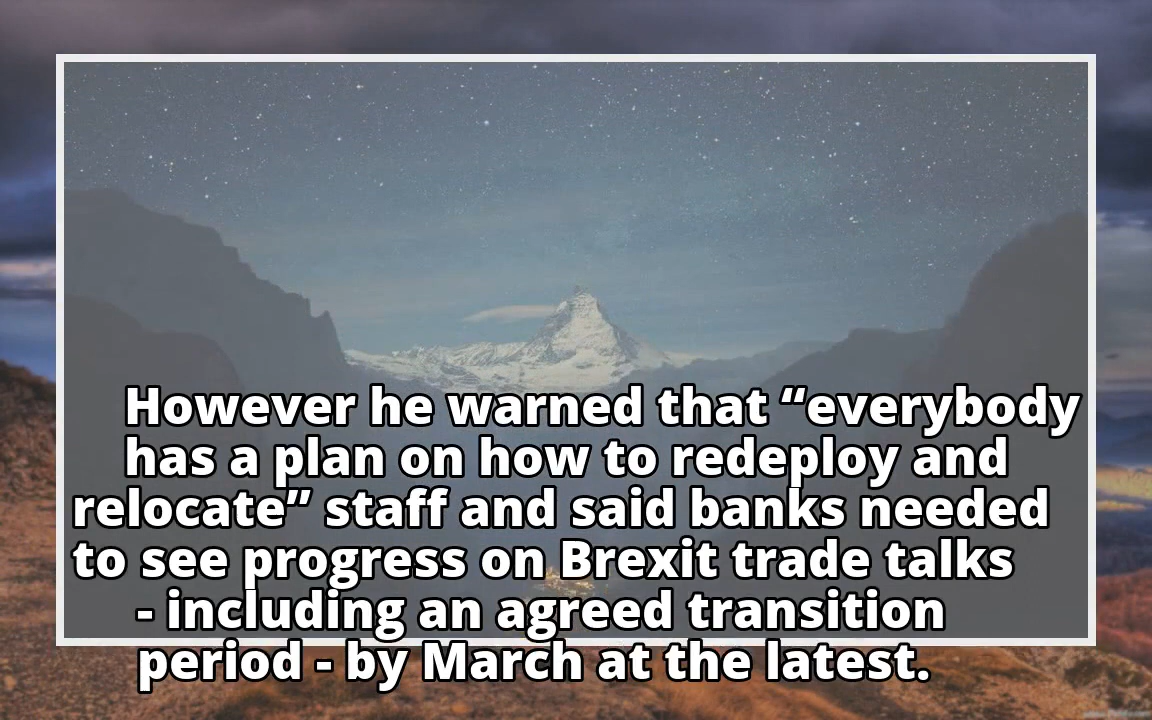 However he warned that “everybody
has a plan on how to redeploy and
relocate” staff and said banks needed
to see progress on Brexit trade talks
- including an agreed transition
period - by March at the latest.